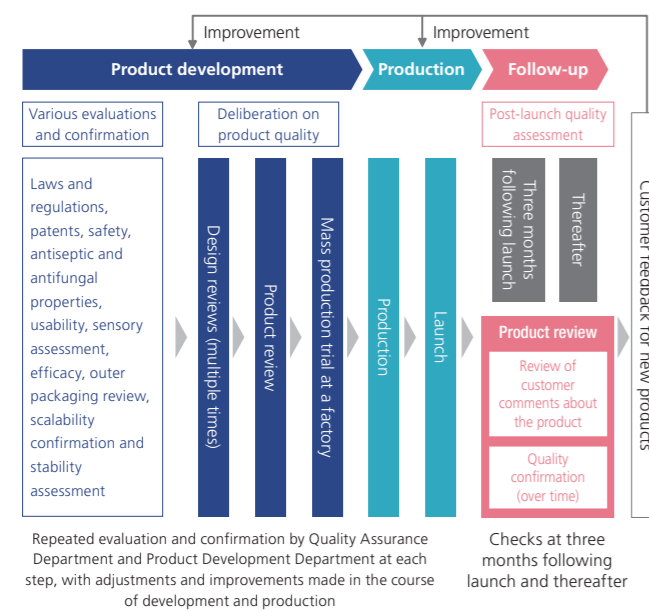 Improvement
Improvement
Product development
Production
Follow-up
Various evaluations
and confirmation
Deliberation on
product quality
Post-launch quality
assessment
Laws and
regulations,
patents, safety,
antiseptic and
antifungal
properties,
usability, sensory
assessment,
efficacy, outer
packaging review,
scalability
confirmation and
stability
assessment
Design reviews (multiple times)
Product review
Mass production trial at a factory
Production
Launch
Three months
following launch
Thereafter
Product review
Review of
customer
comments about
the product
Quality
confirmation
(over time)
Customer feedback for new products
Repeated evaluation and confirmation by Quality Assurance
Department and Product Development Department at each
step, with adjustments and improvements made in the course
of development and production
Checks at three
months following
launch and thereafter